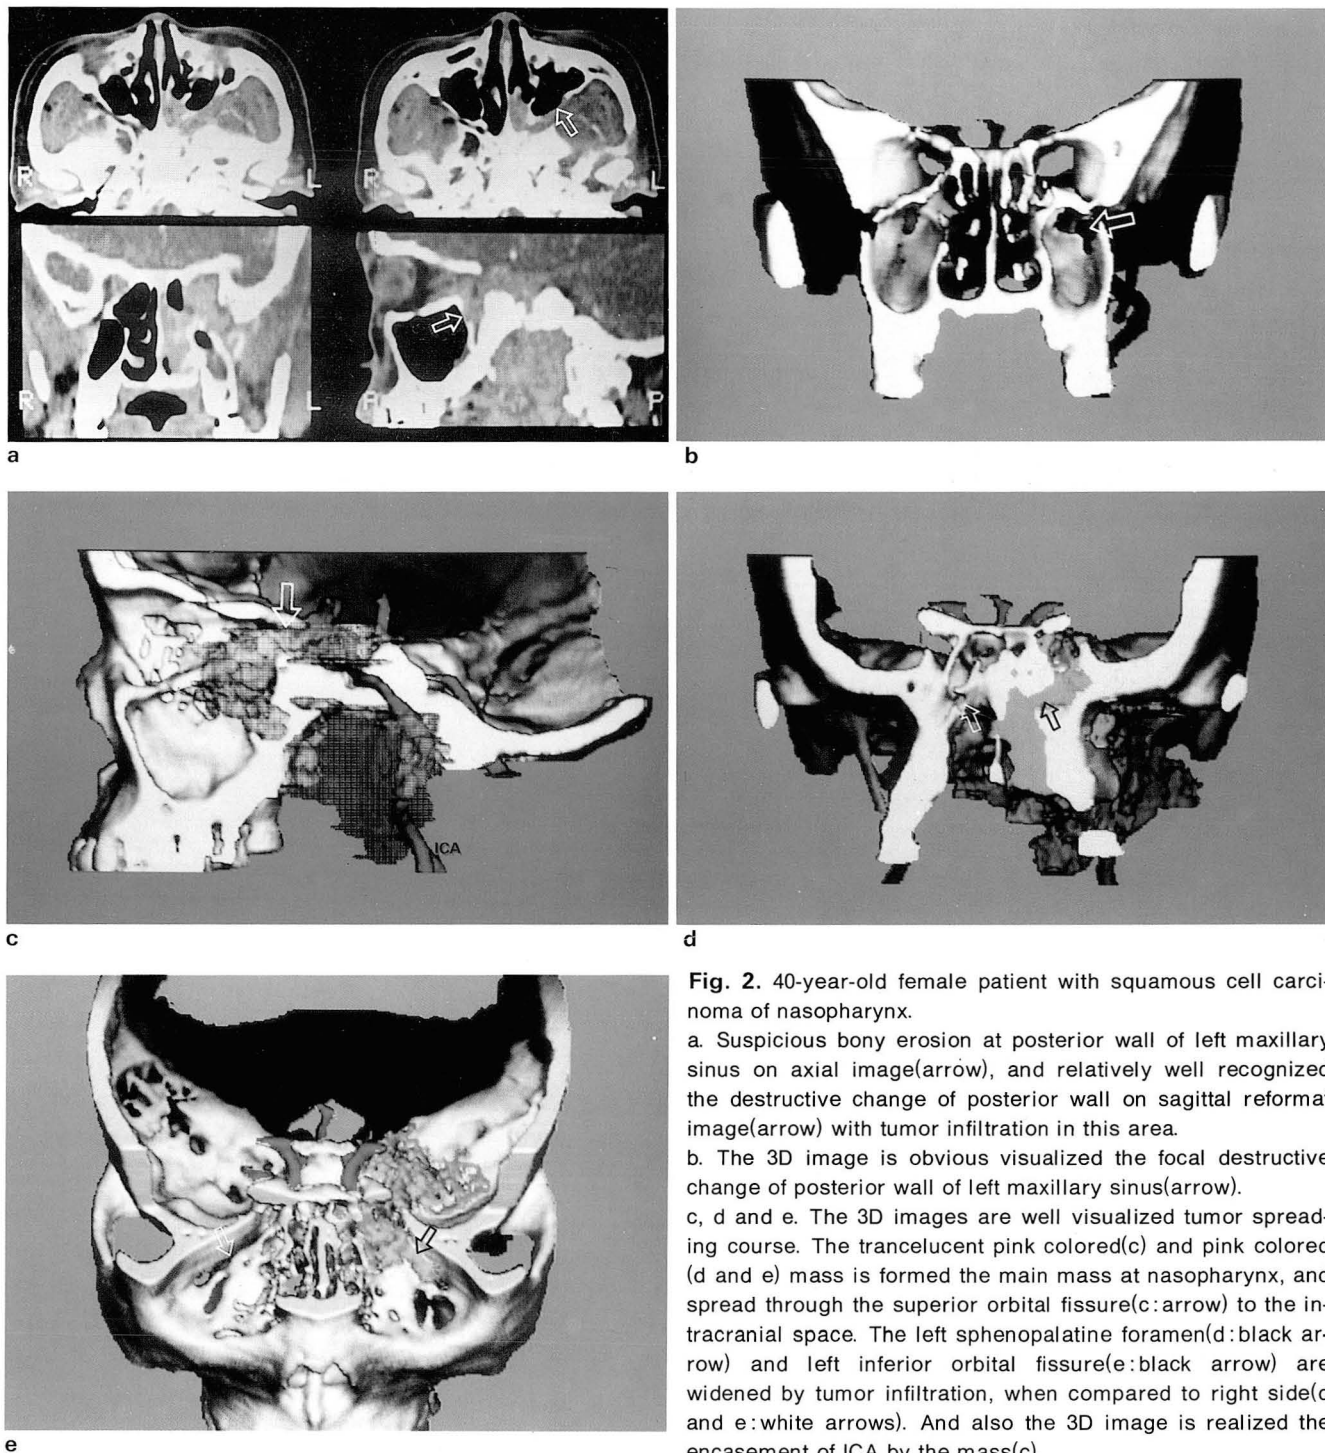 R
L
R
L
R
L
A
P
a
b
ICA
c
d
e
Fig. 2. 40-year-old female patient with squamous cell carci-
noma of nasopharynx.
a. Suspicious bony erosion at posterior wall of left maxillary
sinus on axial image(arrow), and relatively well recognized
the destructive change of posterior wall on sagittal reformat
image(arrow) with tumor infiltration in this area.
b. The 3D image is obvious visualized the focal destructive
change of posterior wall of left maxillary sinus(arrow).
c, d and e. The 3D images are well visualized tumor spread-
ing course. The trancelucent pink colored(c) and pink colored
(d and e) mass is formed the main mass at nasopharynx, and
spread through the superior orbital fissure(c:arrow) to the in-
tracranial space. The left sphenopalatine foramen(d:black ar-
row) and left inferior orbital fissure(e:black arrow) are
widened by tumor infiltration, when compared to right side(d
and e:white arrows). And also the 3D image is realized the
encasement of ICA by the mass(c).